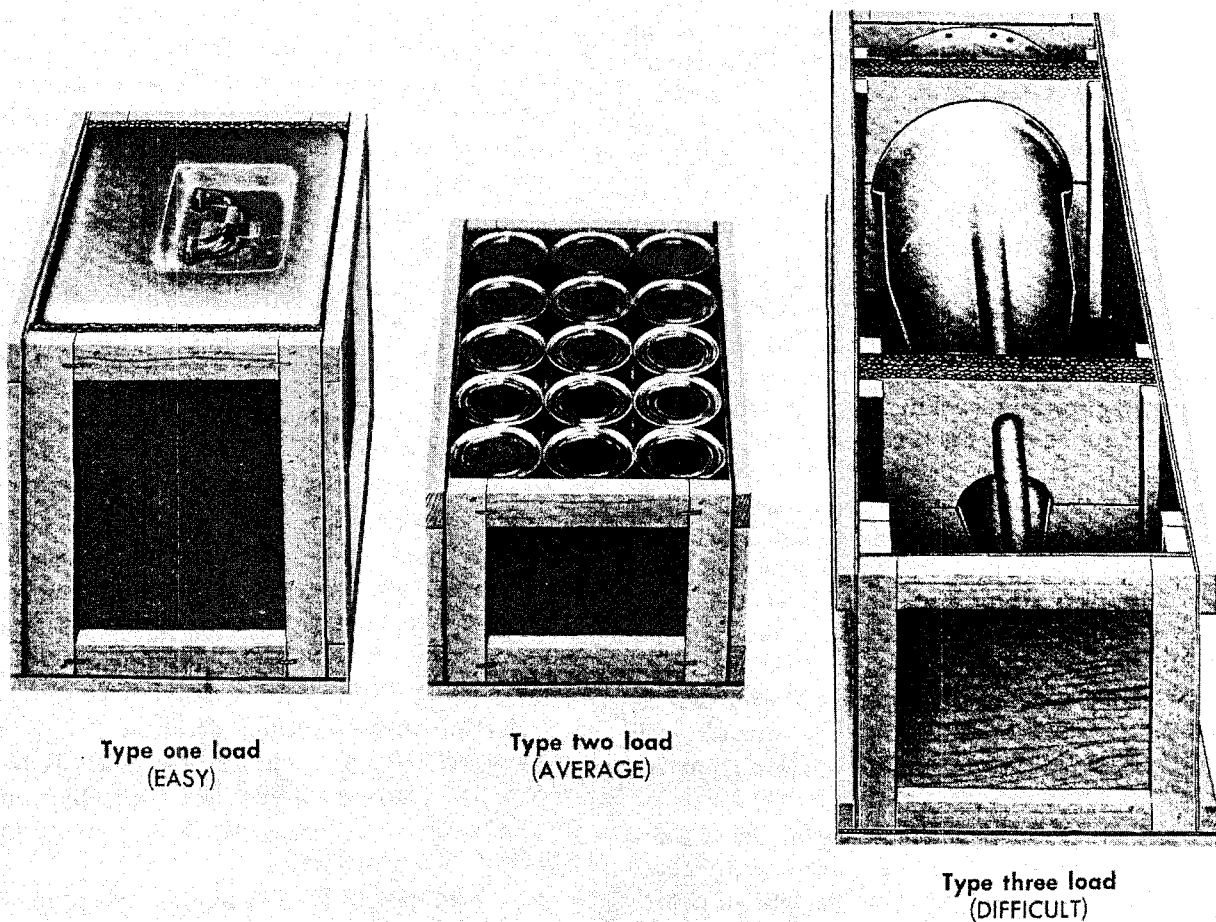 Type one load
(EASY)
Type two load
(AVERAGE)
Type three load
(DIFFICULT)